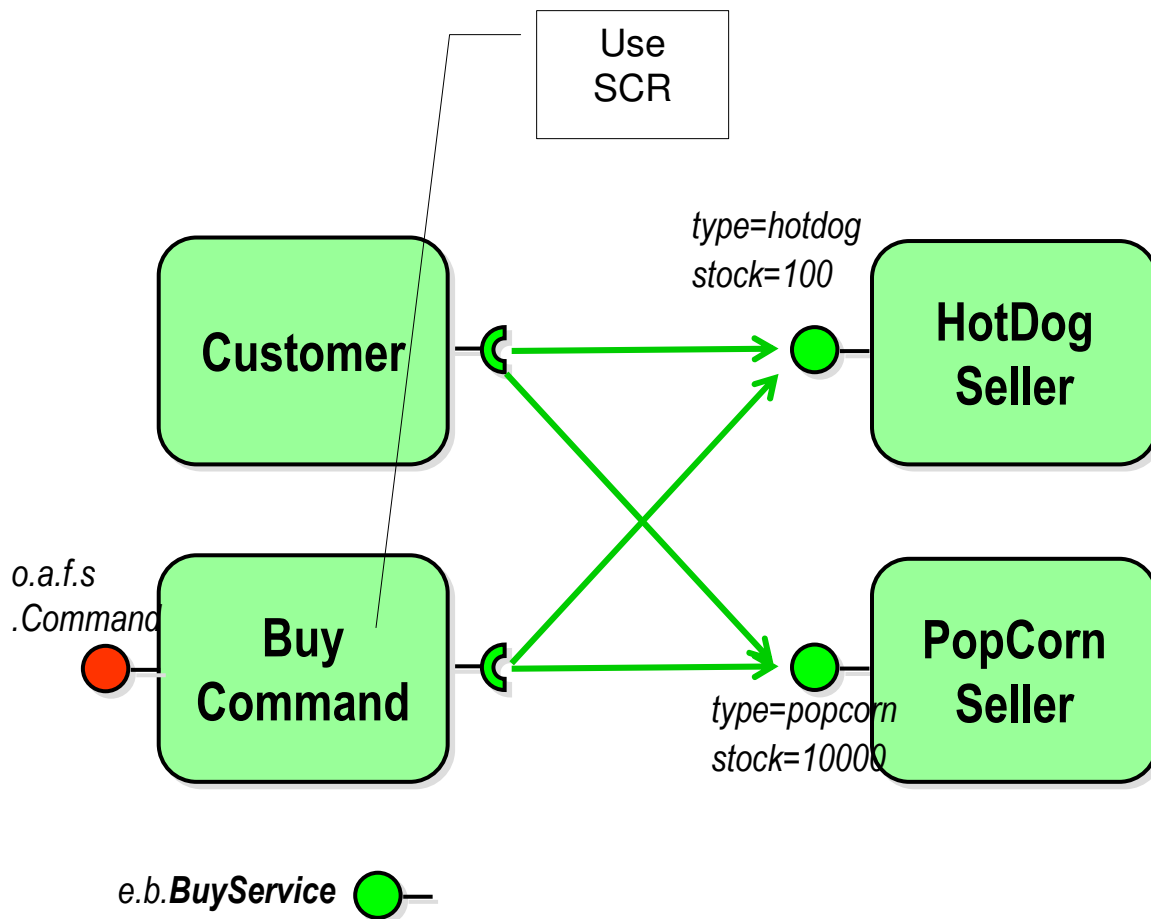 Use
SCR
type=hotdog
stock=100
Customer
HotDog
Seller
o.a.f.s
.Command
Buy
Command
PopCorn
Seller
type=popcorn
stock=10000
e.b.BuyService